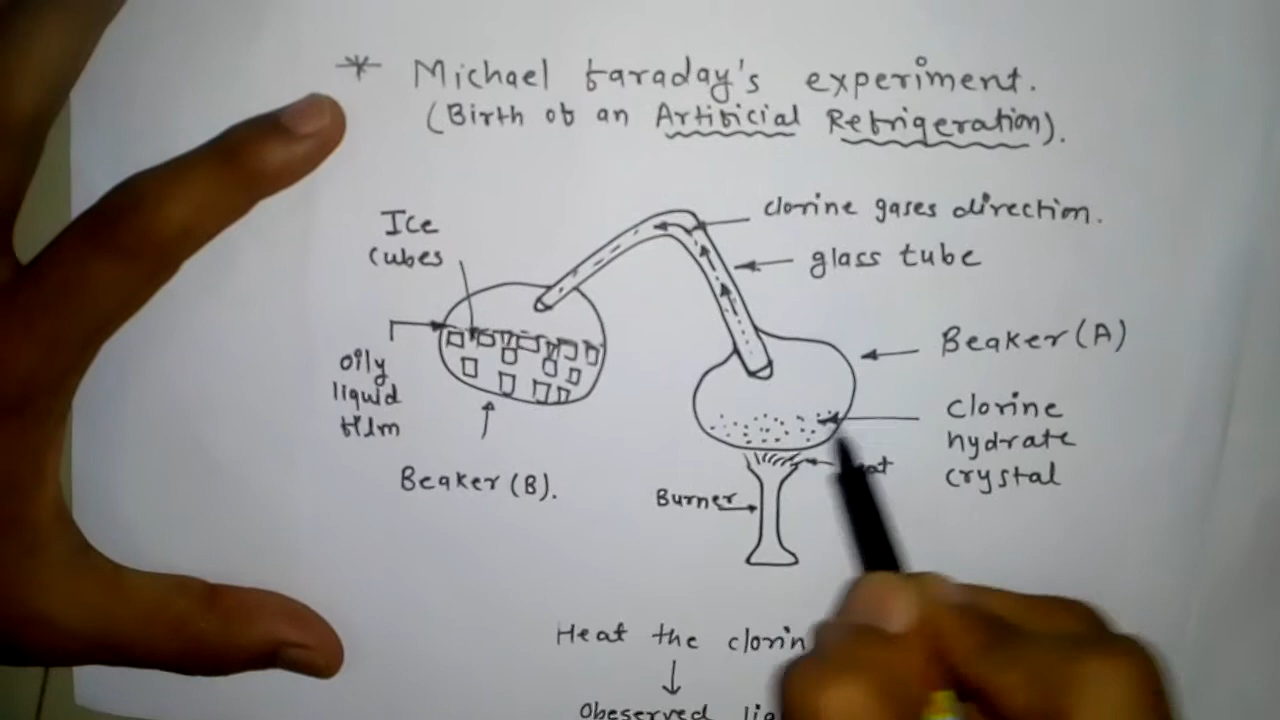 * Michael faraday's experiment.
(Birth of an Artificial Refrigeration).
clorine gases direction.
Ice
cubes
glass tube
Beaker (A)
oily
liquid
film
Clorine
hydrate
crystal
Beaker (B).
Burner
Heat the clorin
Obeserved